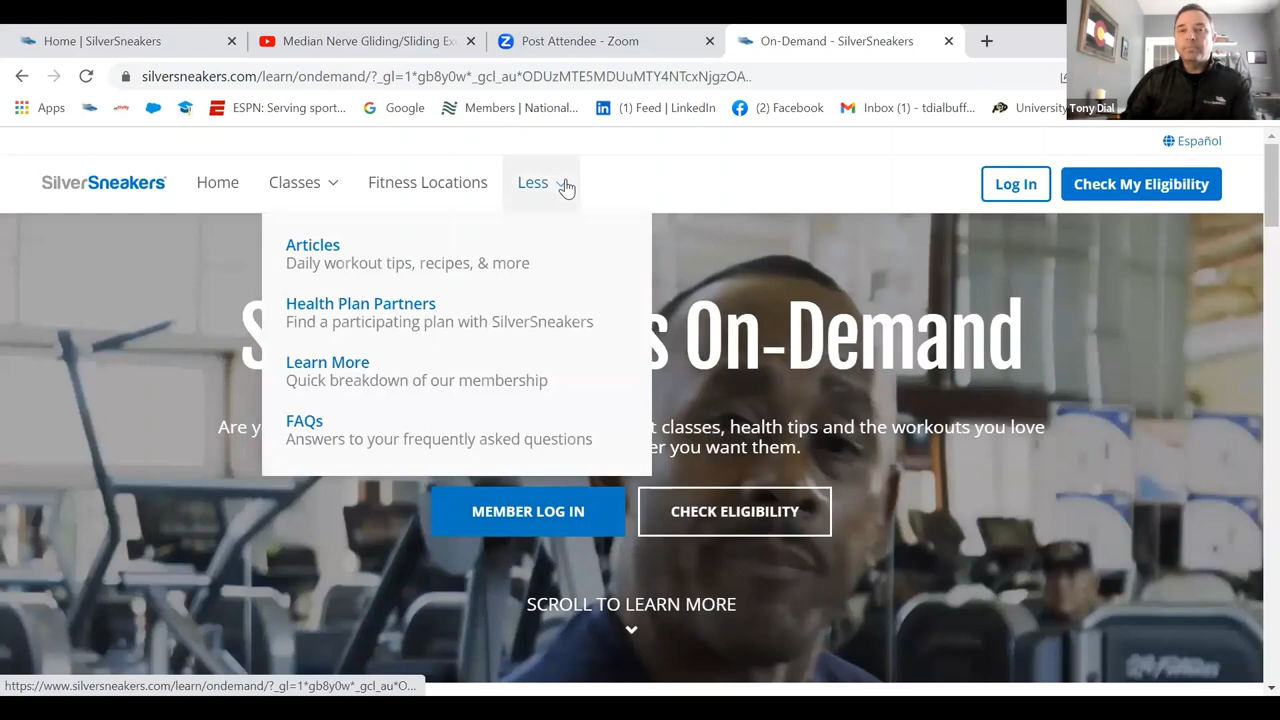 Home | SilverSneakers
Median Nerve Gliding/Sliding Ex
Post Attendee - Zoom
On-Demand - SilverSneakers
silversneakers.com/learn/ondemand/?_gl=1*gb8y0w*_gcl_au*ODUzMTE5MDUuMTY4NTcxNjgzOA..
Apps
ESPN: Serving sport...
Google
Members | National...
(1) Feed | LinkedIn
(2) Facebook
Inbox (1) - tdialbuff...
University
Tony Dial
Español
SilverSneakers
Home
Classes
Fitness Locations
Less
Log In
Check My Eligibility
Articles
Daily workout tips, recipes, & more
Health Plan Partners
Find a participating plan with SilverSneakers
Learn More
Quick breakdown of our membership
FAQs
Answers to your frequently asked questions
S s On-Demand
Are y t classes, health tips and the workouts you love
er you want them.
MEMBER LOG IN
CHECK ELIGIBILITY
SCROLL TO LEARN MORE
https://www.silversneakers.com/learn/ondemand/?_gl=1*gb8y0w*_gcl_au*O...